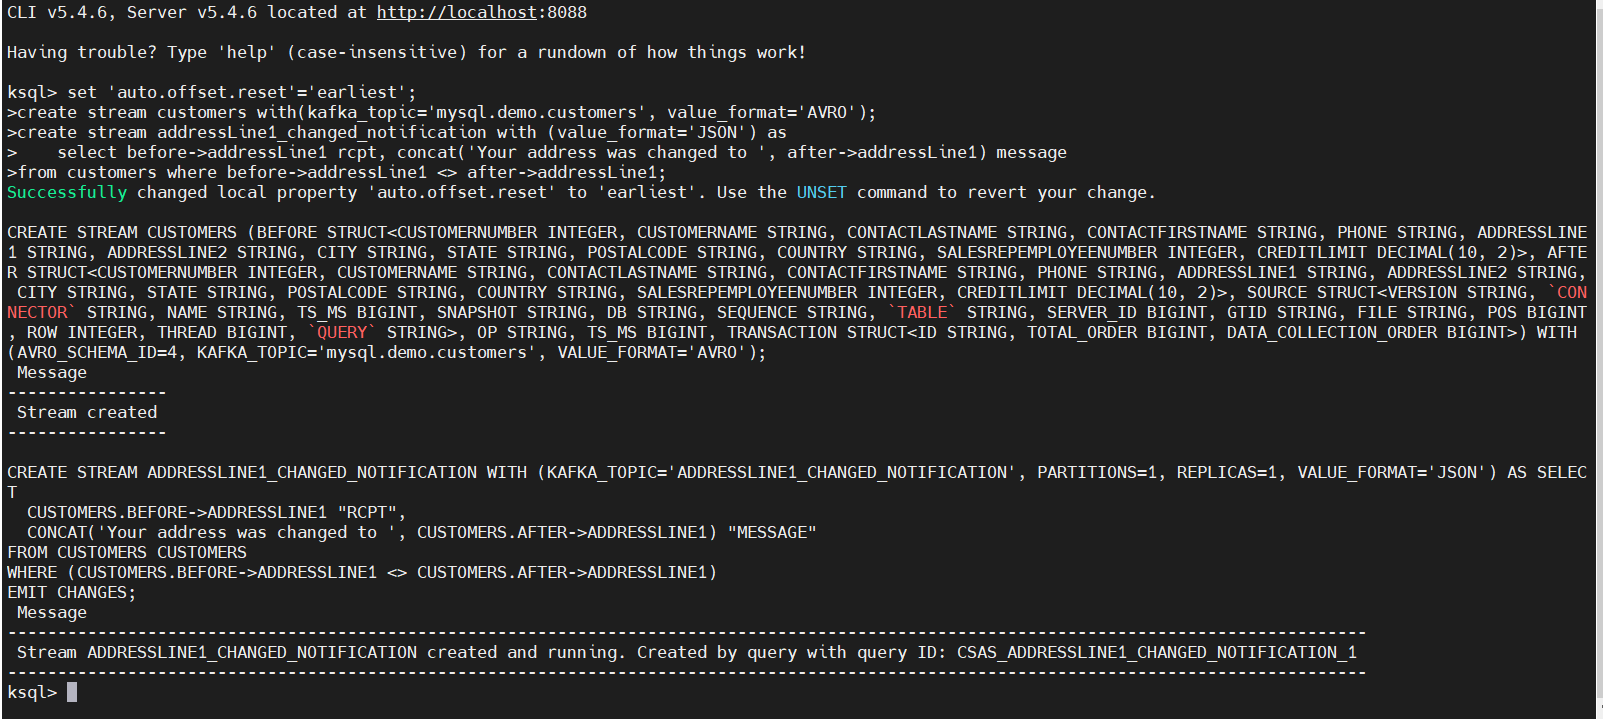 CLI v5.4.6, Server v5.4.6 located at http://localhost:8088
Having trouble? Type 'help' (case-insensitive) for a rundown of how things work!
ksql> set 'auto.offset.reset'='earliest';
>create stream customers with(kafka_topic='mysql.demo.customers', value_format='AVRO');
>create stream addressLine1_changed_notification with (value_format='JSON') as
>    select before->addressLine1 rcpt, concat('Your address was changed to ', after->addressLine1) message
>from customers where before->addressLine1 <> after->addressLine1;
Successfully changed local property 'auto.offset.reset' to 'earliest'. Use the UNSET command to revert your change.
CREATE STREAM CUSTOMERS (BEFORE STRUCT<CUSTOMERNUMBER INTEGER, CUSTOMERNAME STRING, CONTACTLASTNAME STRING, CONTACTFIRSTNAME STRING, PHONE STRING, ADDRESSLINE
1 STRING, ADDRESSLINE2 STRING, CITY STRING, STATE STRING, POSTALCODE STRING, COUNTRY STRING, SALESREPEMPLOYEENUMBER INTEGER, CREDITLIMIT DECIMAL(10, 2)>, AFTE
R STRUCT<CUSTOMERNUMBER INTEGER, CUSTOMERNAME STRING, CONTACTLASTNAME STRING, CONTACTFIRSTNAME STRING, PHONE STRING, ADDRESSLINE1 STRING, ADDRESSLINE2 STRING,
 CITY STRING, STATE STRING, POSTALCODE STRING, COUNTRY STRING, SALESREPEMPLOYEENUMBER INTEGER, CREDITLIMIT DECIMAL(10, 2)>, SOURCE STRUCT<VERSION STRING, `CON
NECTOR` STRING, NAME STRING, TS_MS BIGINT, SNAPSHOT STRING, DB STRING, SEQUENCE STRING, `TABLE` STRING, SERVER_ID BIGINT, GTID STRING, FILE STRING, POS BIGINT
, ROW INTEGER, THREAD BIGINT, `QUERY` STRING>, OP STRING, TS_MS BIGINT, TRANSACTION STRUCT<ID STRING, TOTAL_ORDER BIGINT, DATA_COLLECTION_ORDER BIGINT>) WITH
(AVRO_SCHEMA_ID=4, KAFKA_TOPIC='mysql.demo.customers', VALUE_FORMAT='AVRO');
 Message
----------------
 Stream created
----------------
CREATE STREAM ADDRESSLINE1_CHANGED_NOTIFICATION WITH (KAFKA_TOPIC='ADDRESSLINE1_CHANGED_NOTIFICATION', PARTITIONS=1, REPLICAS=1, VALUE_FORMAT='JSON') AS SELEC
T
  CUSTOMERS.BEFORE->ADDRESSLINE1 "RCPT",
  CONCAT('Your address was changed to ', CUSTOMERS.AFTER->ADDRESSLINE1) "MESSAGE"
FROM CUSTOMERS CUSTOMERS
WHERE (CUSTOMERS.BEFORE->ADDRESSLINE1 <> CUSTOMERS.AFTER->ADDRESSLINE1)
EMIT CHANGES;
 Message
----------------------------------------------------------------------------------------------------------------------------------------
 Stream ADDRESSLINE1_CHANGED_NOTIFICATION created and running. Created by query with query ID: CSAS_ADDRESSLINE1_CHANGED_NOTIFICATION_1
----------------------------------------------------------------------------------------------------------------------------------------
ksql>